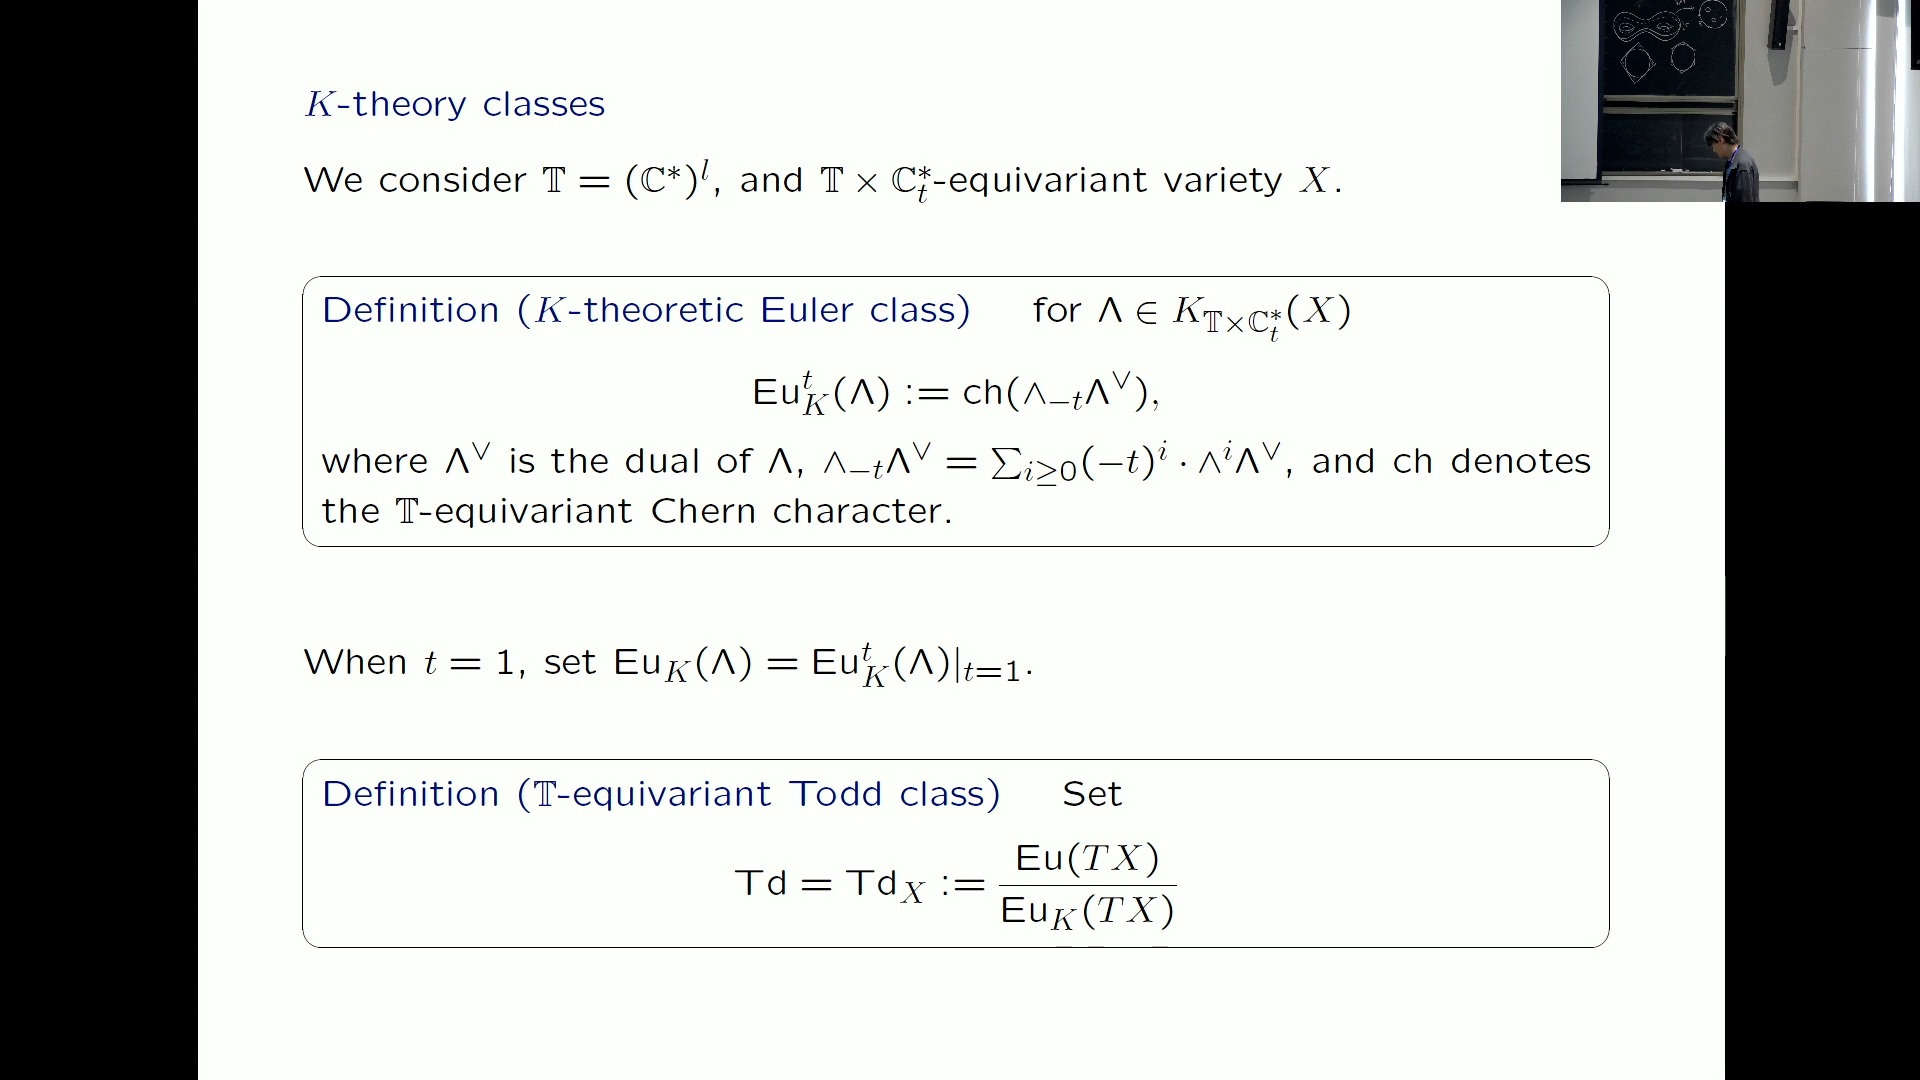 K-theory classes
We consider 𝕋 = (ℂ*)^l, and 𝕋 × ℂ*_t-equivariant variety X.
Definition (K-theoretic Euler class) for Λ ∈ K_{𝕋×ℂ*_t}(X)
Eu^t_K(Λ) := ch(∧_{−t}Λ^∨),
where Λ^∨ is the dual of Λ, ∧_{−t}Λ^∨ = ∑_{i≥0}(−t)^i · ∧^iΛ^∨, and ch denotes
the 𝕋-equivariant Chern character.
When t = 1, set Eu_K(Λ) = Eu^t_K(Λ)|_{t=1}.
Definition (𝕋-equivariant Todd class) Set
Td = Td_X := Eu(TX) / Eu_K(TX)